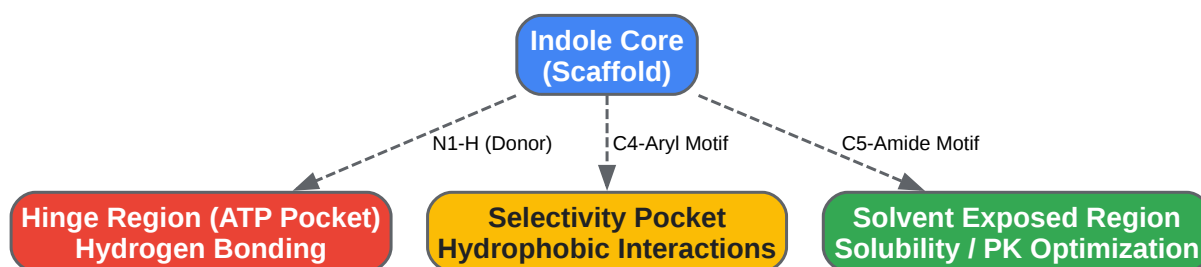 Indole Core
(Scaffold)
N1-H (Donor)
C4-Aryl Motif
C5-Amide Motif
Hinge Region (ATP Pocket)
Hydrogen Bonding
Selectivity Pocket
Hydrophobic Interactions
Solvent Exposed Region
Solubility / PK Optimization